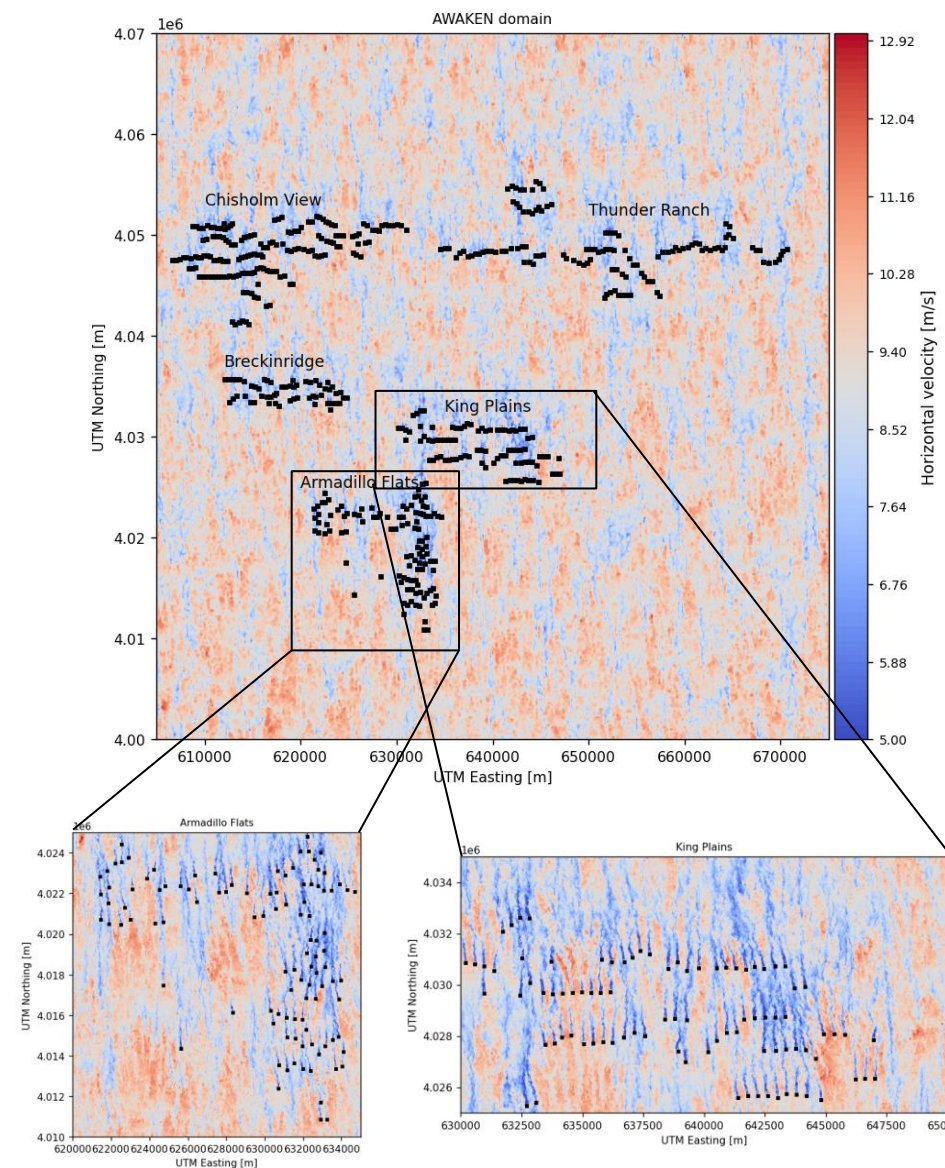 AWAKEN domain
1e6
4.07
4.06
4.05
4.04
4.03
4.02
4.01
4.00
UTM Northing [m]
Chisholm View
Thunder Ranch
Breckinridge
King Plains
Armadillo Flats
610000 620000 630000 640000 650000 660000 670000
UTM Easting [m]
12.92
12.04
11.16
10.28
9.40
8.52
7.64
6.76
5.88
5.00
Horizontal velocity [m/s]
Armadillo Flats
1e6
4.024
4.022
4.020
4.018
4.016
4.014
4.012
4.010
UTM Northing [m]
620000 622000 624000 626000 628000 630000 632000 634000
UTM Easting [m]
King Plains
1e6
4.034
4.032
4.030
4.028
4.026
UTM Northing [m]
630000 632500 635000 637500 640000 642500 645000 647500
UTM Easting [m]